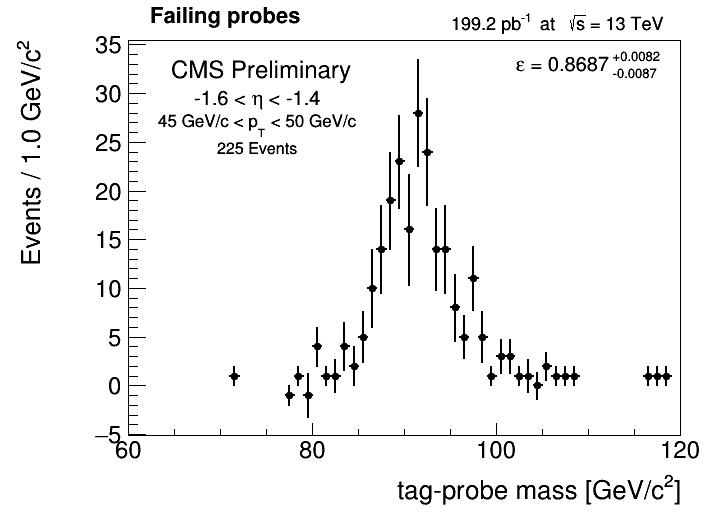 Failing probes
199.2 pb⁻¹ at √s = 13 TeV
CMS Preliminary
-1.6 < η < -1.4
45 GeV/c < p_T < 50 GeV/c
225 Events
ε = 0.8687 +0.0082 -0.0087
Events / 1.0 GeV/c²
35
30
25
20
15
10
5
0
−5
60 80 100 120
tag-probe mass [GeV/c²]